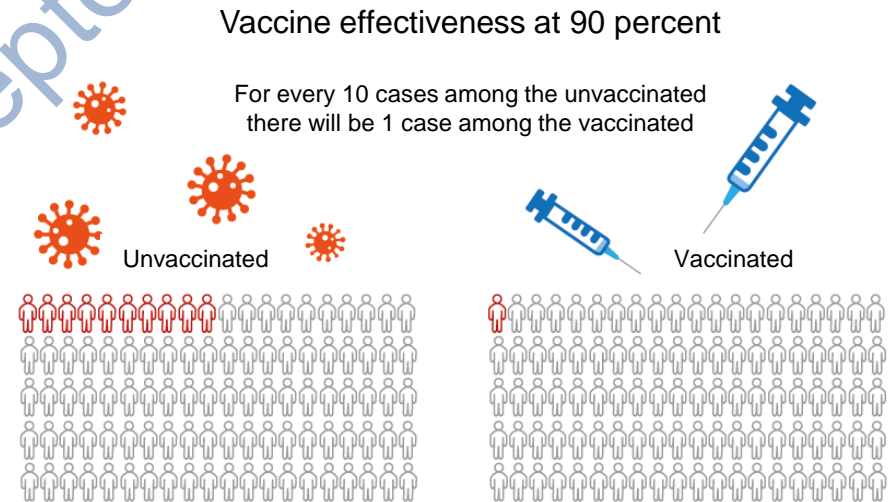 Vaccine effectiveness at 90 percent
For every 10 cases among the unvaccinated
there will be 1 case among the vaccinated
Unvaccinated
Vaccinated